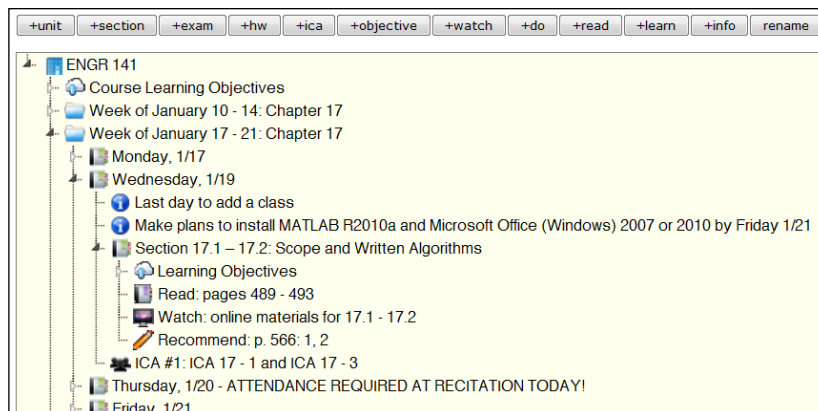 +unit +section +exam +hw +ica +objective +watch +do +read +learn +info rename
ENGR 141
Course Learning Objectives
Week of January 10 - 14: Chapter 17
Week of January 17 - 21: Chapter 17
Monday, 1/17
Wednesday, 1/19
Last day to add a class
Make plans to install MATLAB R2010a and Microsoft Office (Windows) 2007 or 2010 by Friday 1/21
Section 17.1 – 17.2: Scope and Written Algorithms
Learning Objectives
Read: pages 489 - 493
Watch: online materials for 17.1 - 17.2
Recommend: p. 566: 1, 2
ICA #1: ICA 17 - 1 and ICA 17 - 3
Thursday, 1/20 - ATTENDANCE REQUIRED AT RECITATION TODAY!
Friday, 1/21